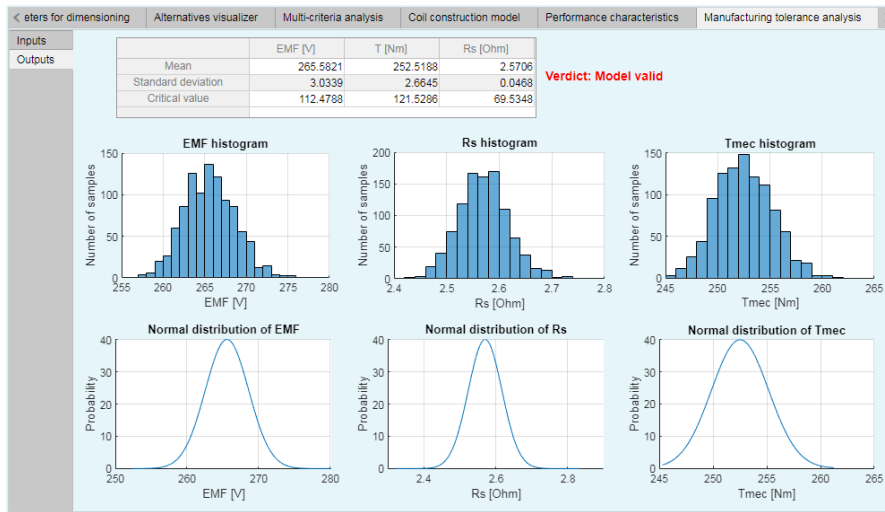 eters for dimensioning Alternatives visualizer Multi-criteria analysis Coil construction model Performance characteristics Manufacturing tolerance analysis
Inputs
Outputs
EMF [V] T [Nm] Rs [Ohm]
Mean 265.5821 252.5188 2.5706
Standard deviation 3.0339 2.6645 0.0468
Critical value 112.4788 121.5286 69.5348
Verdict: Model valid
EMF histogram
Number of samples
150
100
50
0
255 260 265 270 275 280
EMF [V]
Rs histogram
Number of samples
200
150
100
50
0
2.4 2.5 2.6 2.7 2.8
Rs [Ohm]
Tmec histogram
Number of samples
150
100
50
0
245 250 255 260 265
Tmec [Nm]
Normal distribution of EMF
Probability
40
30
20
10
0
250 260 270 280
EMF [V]
Normal distribution of Rs
Probability
40
30
20
10
0
2.4 2.6 2.8
Rs [Ohm]
Normal distribution of Tmec
Probability
40
30
20
10
0
245 250 255 260 265
Tmec [Nm]